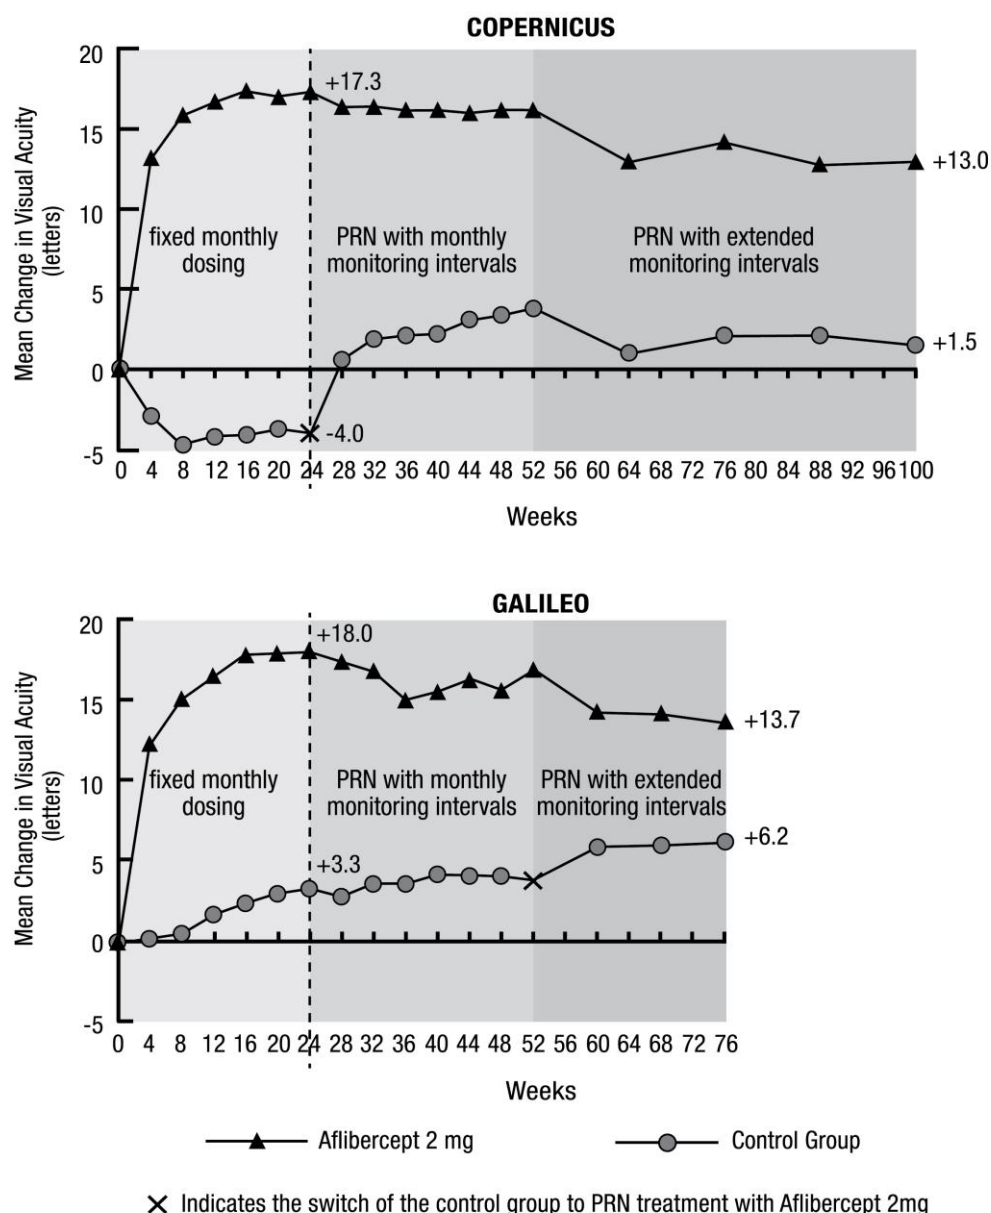 COPERNICUS
Mean Change in Visual Acuity
(letters)
20
15
10
5
0
-5
+17.3
+13.0
fixed monthly
dosing
PRN with monthly
monitoring intervals
PRN with extended
monitoring intervals
+1.5
-4.0
0 4 8 12 16 20 24 28 32 36 40 44 48 52 56 60 64 68 72 76 80 84 88 92 96 100
Weeks
GALILEO
Mean Change in Visual Acuity
(letters)
20
15
10
5
0
-5
+18.0
+13.7
fixed monthly
dosing
PRN with monthly
monitoring intervals
PRN with extended
monitoring intervals
+3.3
+6.2
0 4 8 12 16 20 24 28 32 36 40 44 48 52 56 60 64 68 72 76
Weeks
Aflibercept 2 mg
Control Group
Indicates the switch of the control group to PRN treatment with Aflibercept 2mg